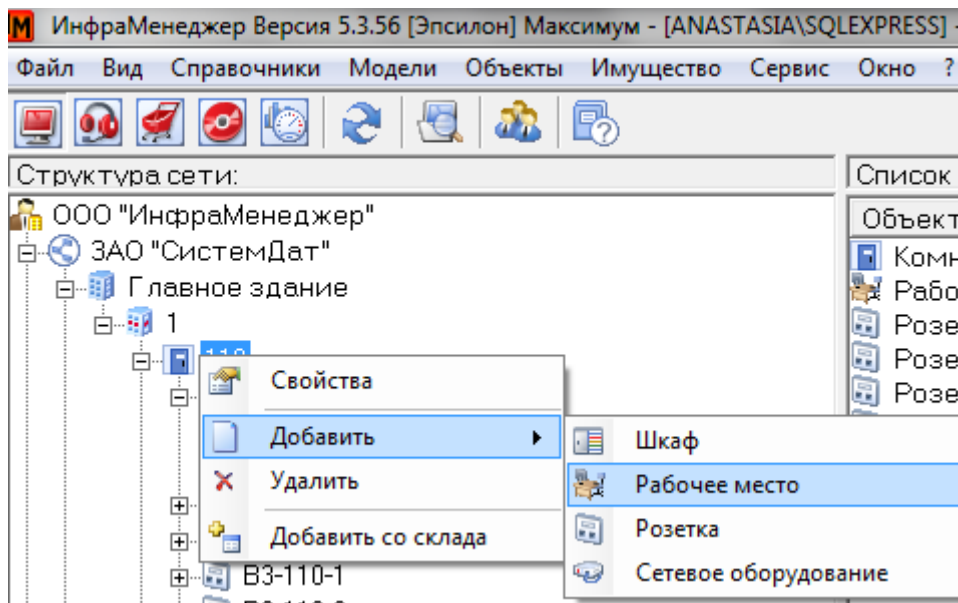 ИнфраМенеджер Версия 5.3.56 [Эпсилон] Максимум - [ANASTASIA\SQLEXPRESS] -
Файл Вид Справочники Модели Объекты Имущество Сервис Окно ?
Структура сети:
Список
ООО "ИнфраМенеджер"
Объект
ЗАО "СистемДат"
Комн
Главное здание
Рабо
1
Розе
Розе
Свойства
Розе
Добавить
Шкаф
Удалить
Рабочее место
Добавить со склада
Розетка
В3-110-1
Сетевое оборудование